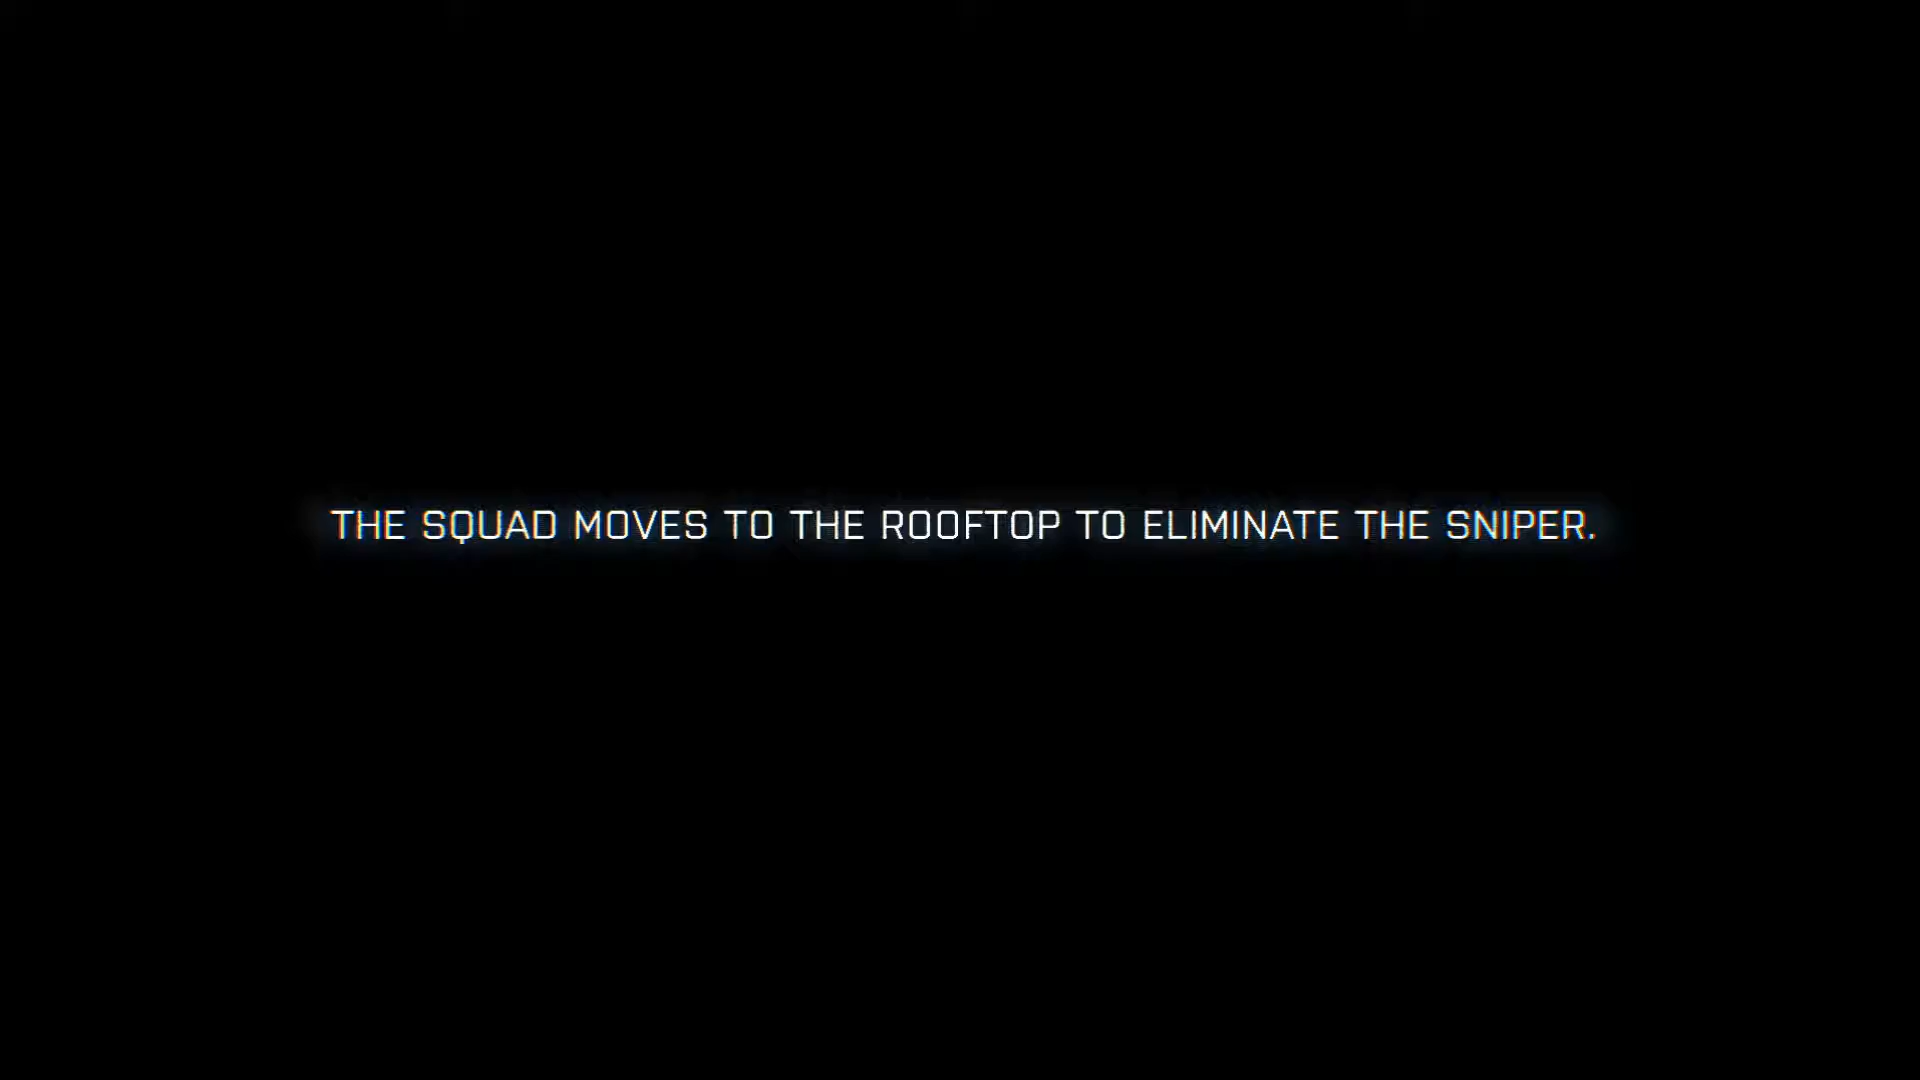 THE SQUAD MOVES TO THE ROOFTOP TO ELIMINATE THE SNIPER.